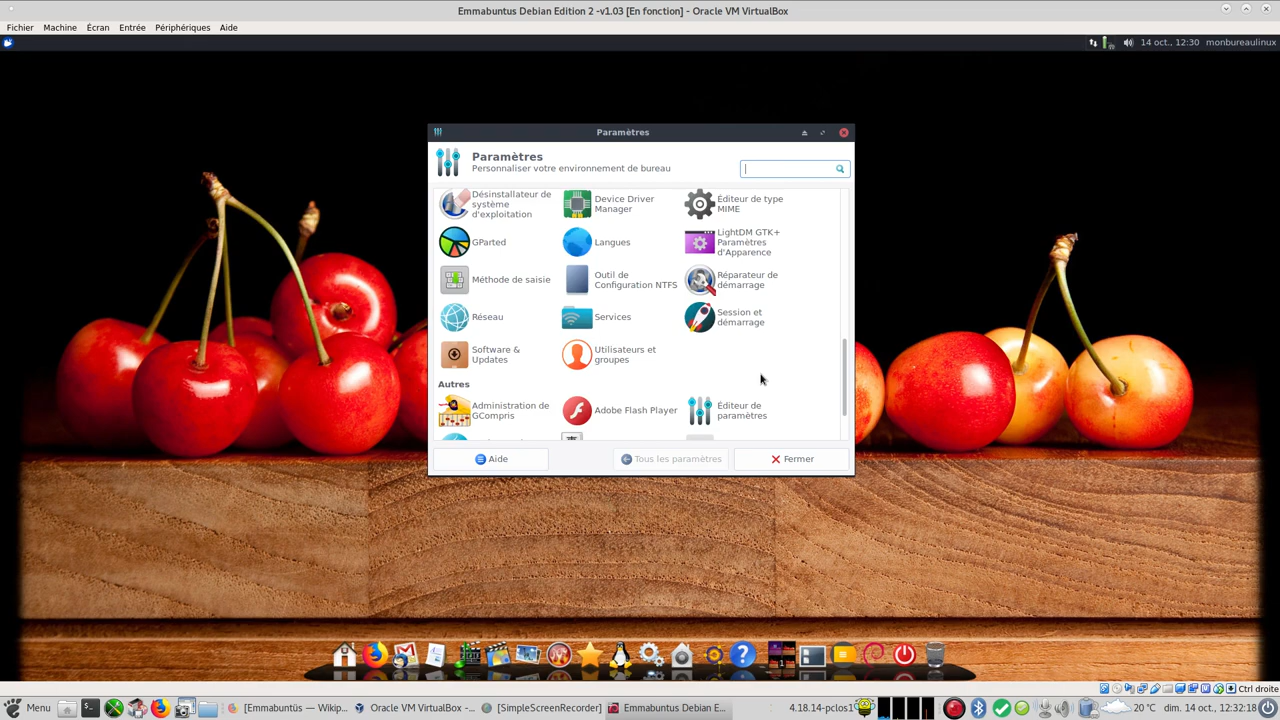 Emmabuntus Debian Edition 2 -v1.03 [En fonction] - Oracle VM VirtualBox
Fichier Machine Écran Entrée Périphériques Aide
14 oct., 12:30 monbureaulinux
Paramètres
Paramètres
Personnaliser votre environnement de bureau
Désinstallateur de
système
d'exploitation
Device Driver
Manager
Éditeur de type
MIME
GParted
Langues
LightDM GTK+
Paramètres
d'Apparence
Méthode de saisie
Outil de
Configuration NTFS
Réparateur de
démarrage
Réseau
Services
Session et
démarrage
Software &
Updates
Utilisateurs et
groupes
Autres
Administration de
GCompris
Adobe Flash Player
Éditeur de
paramètres
Aide
Tous les paramètres
Fermer
Ctrl droite
Menu
[Emmabuntüs — Wikip...
Oracle VM VirtualBox -...
[SimpleScreenRecorder]
Emmabuntus Debian E...
4.18.14-pclos1
20 °C
dim. 14 oct., 12:32:18